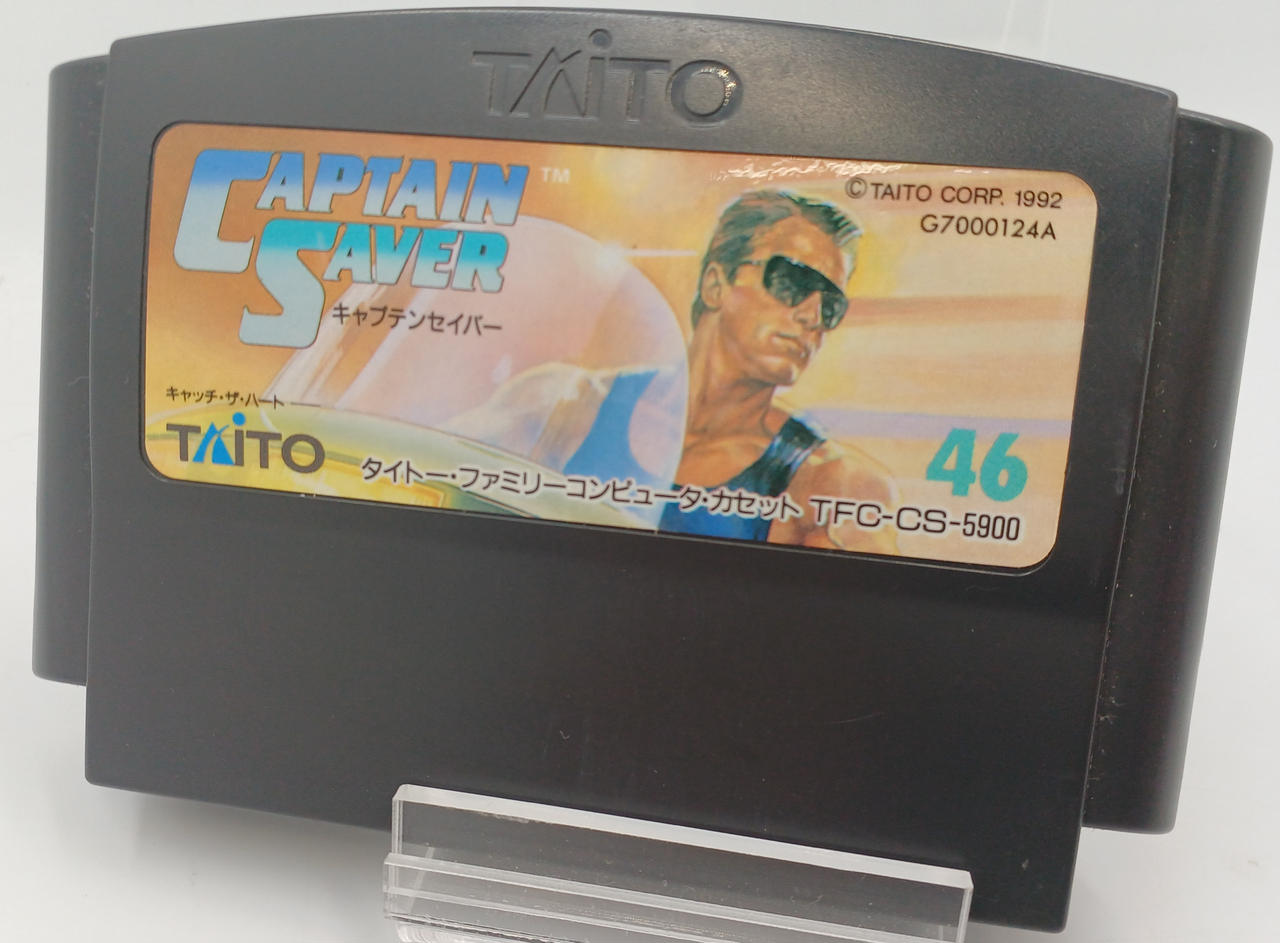 TAITO
CAPTAIN SAVER ™
キャプテンセイバー
©TAITO CORP. 1992
G7000124A
キャッチ・ザ・ハート
TAITO
46
タイトー・ファミリーコンピュータ・カセット TFC-CS-5900